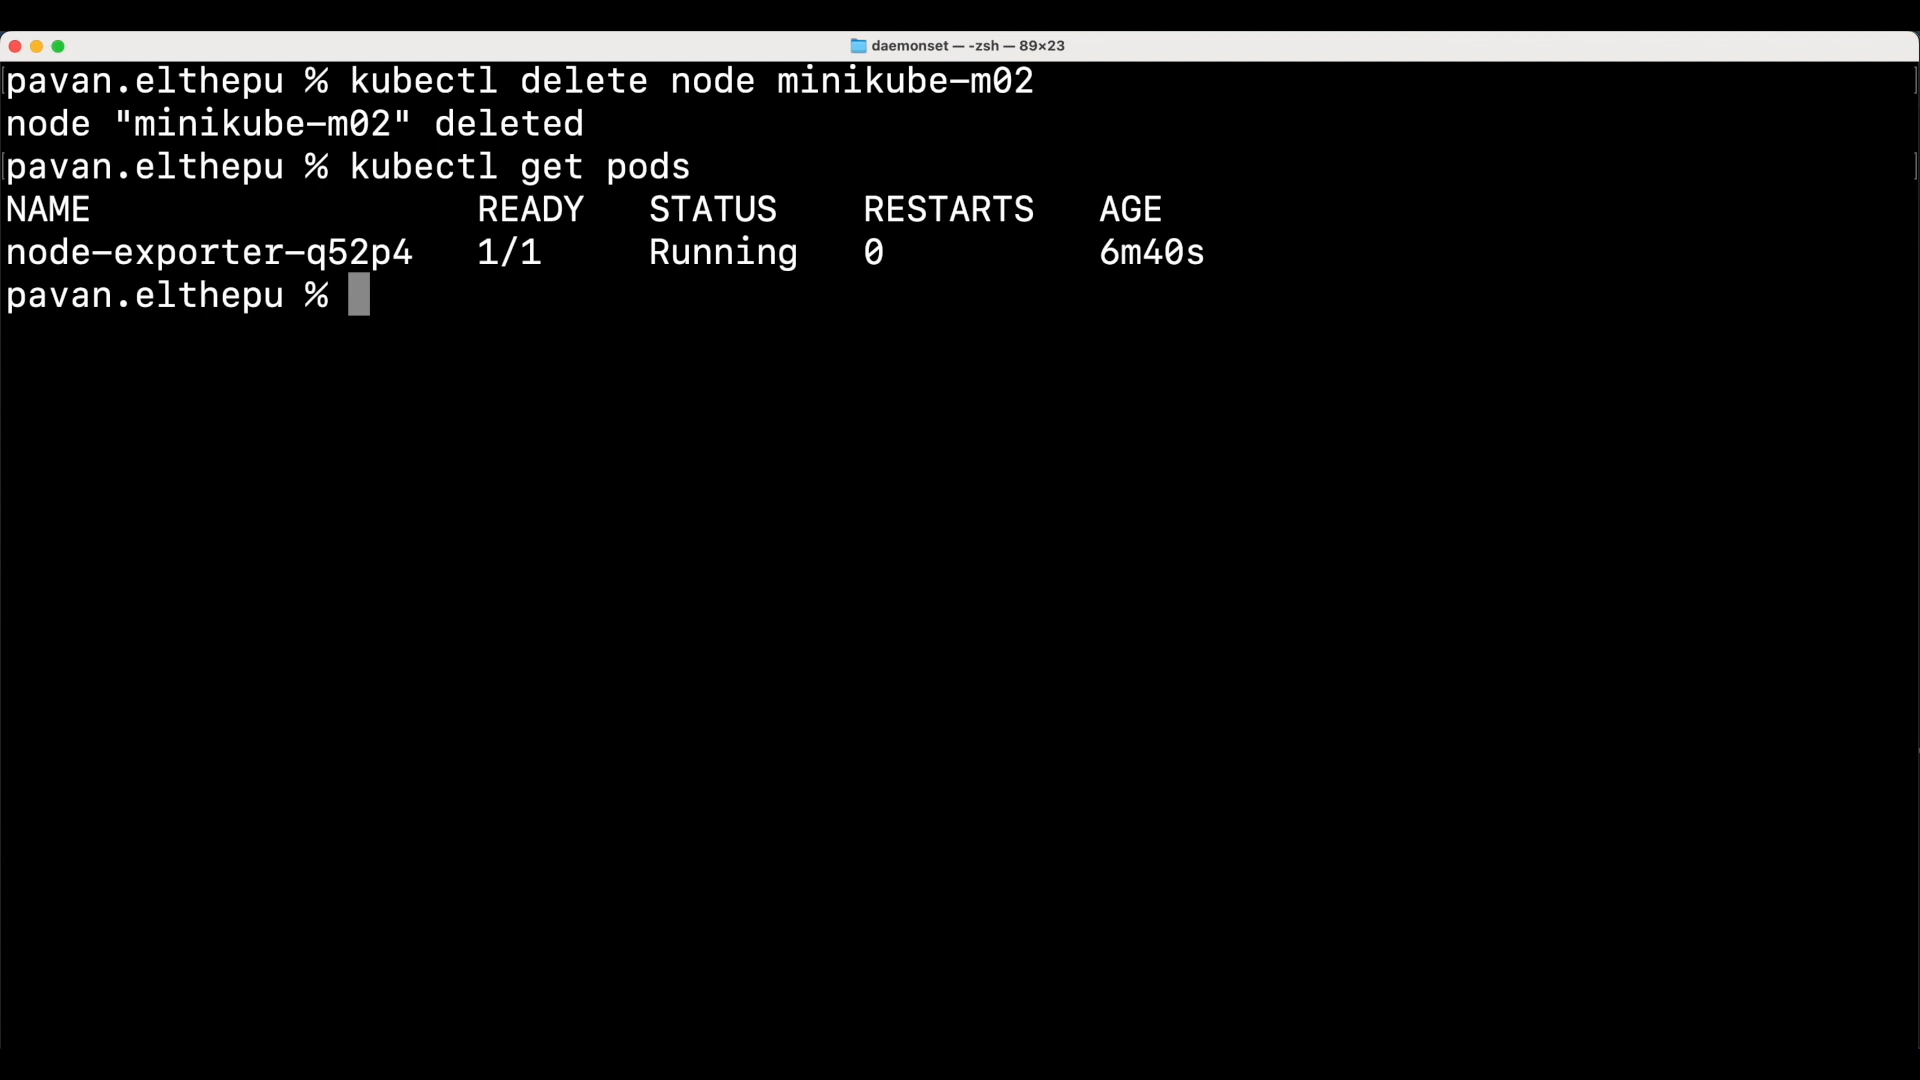 daemonset — -zsh — 89×23
pavan.elthepu % kubectl delete node minikube-m02
node "minikube-m02" deleted
pavan.elthepu % kubectl get pods
NAME READY STATUS RESTARTS AGE
node-exporter-q52p4 1/1 Running 0 6m40s
pavan.elthepu %